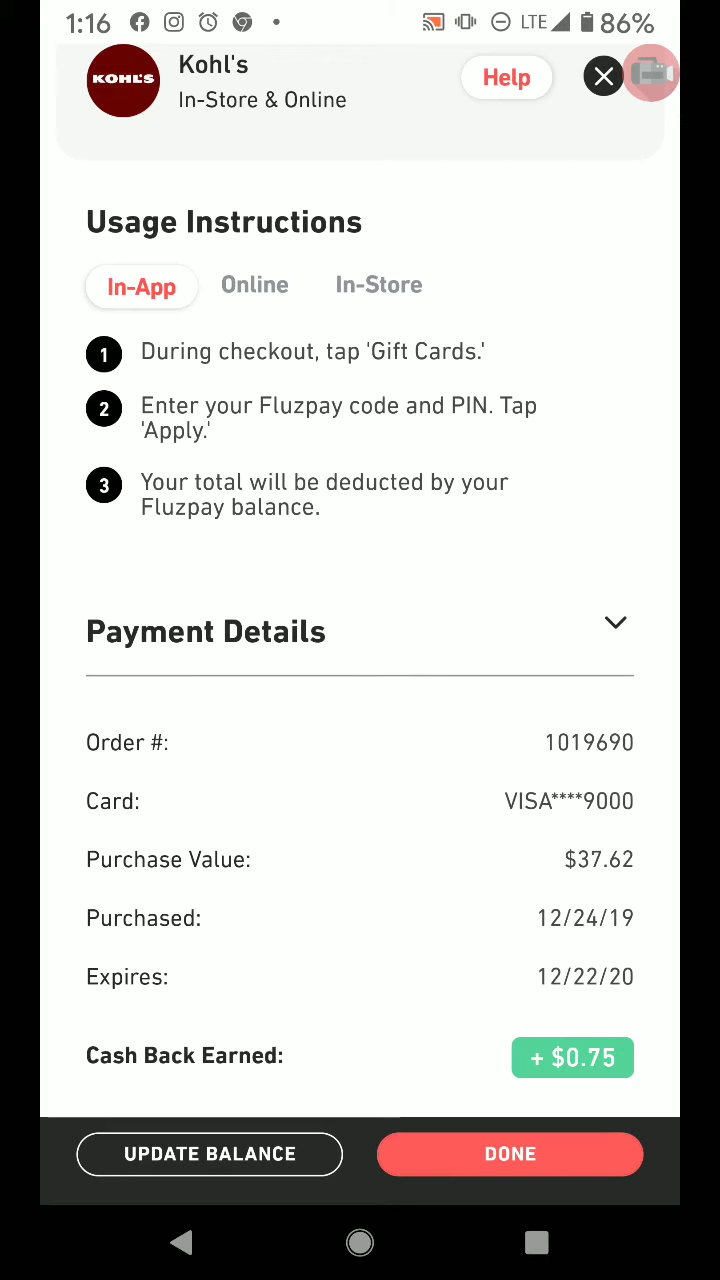 1:16 LTE 86%
KOHL'S
Kohl's
In-Store & Online
Help
Usage Instructions
In-App Online In-Store
1 During checkout, tap 'Gift Cards.'
2 Enter your Fluzpay code and PIN. Tap
'Apply.'
3 Your total will be deducted by your
Fluzpay balance.
Payment Details
Order #: 1019690
Card: VISA****9000
Purchase Value: $37.62
Purchased: 12/24/19
Expires: 12/22/20
Cash Back Earned: + $0.75
UPDATE BALANCE DONE